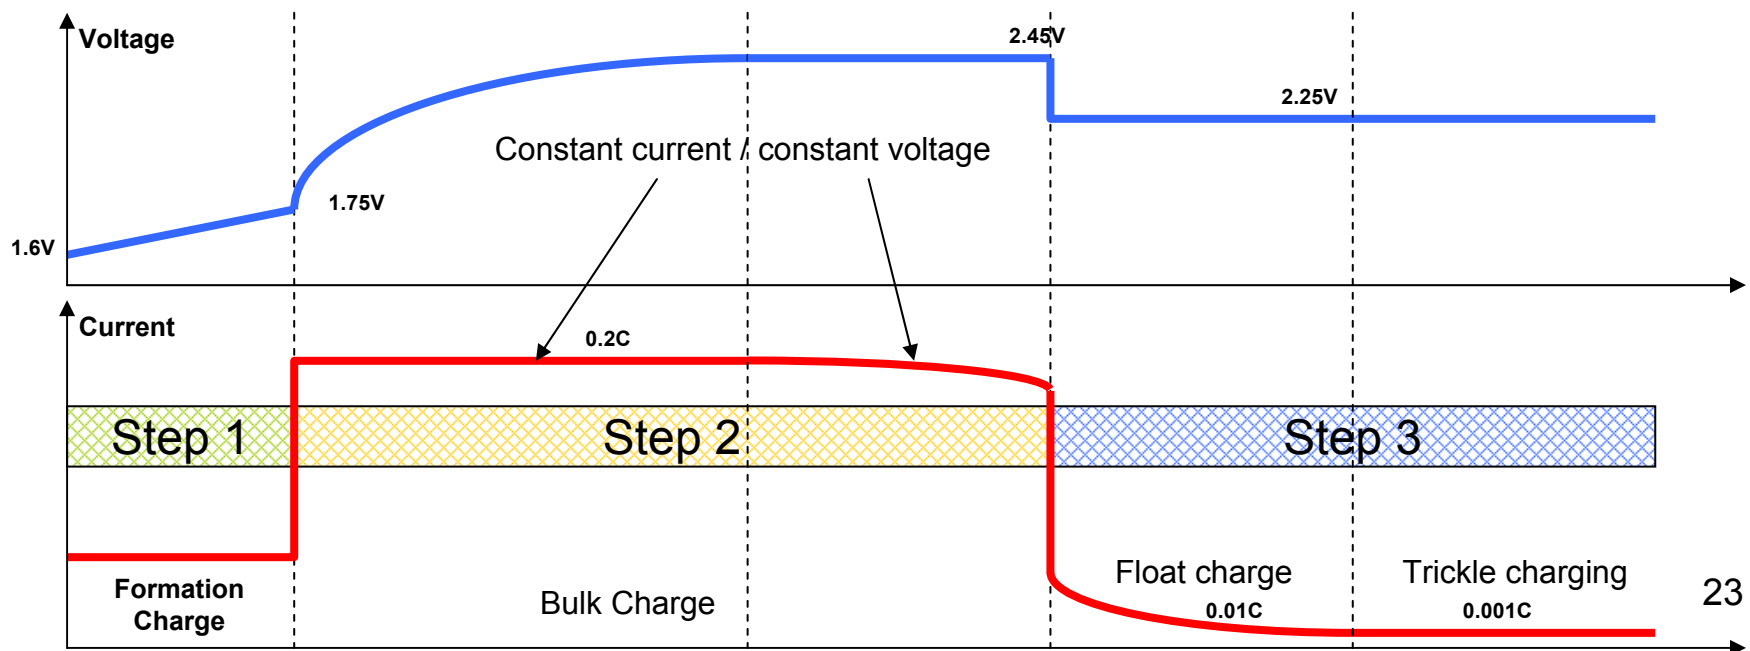 Voltage
2.45V
2.25V
Constant current / constant voltage
1.75V
1.6V
Current
0.2C
Step 1
Step 2
Step 3
Formation
Charge
Bulk Charge
Float charge
0.01C
Trickle charging
0.001C
23